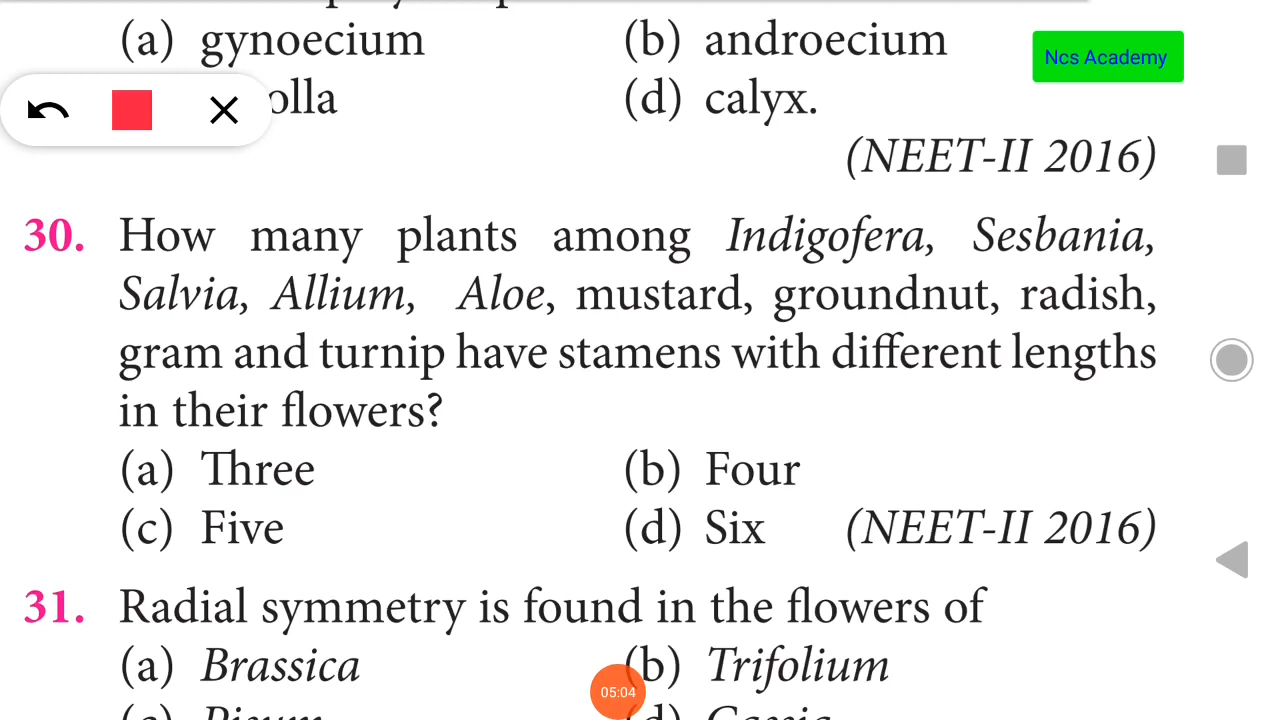 (a) gynoecium (b) androecium
Ncs Academy
olla (d) calyx.
(NEET-II 2016)
30. How many plants among Indigofera, Sesbania,
Salvia, Allium, Aloe, mustard, groundnut, radish,
gram and turnip have stamens with different lengths
in their flowers?
(a) Three (b) Four
(c) Five (d) Six (NEET-II 2016)
31. Radial symmetry is found in the flowers of
(a) Brassica (b) Trifolium
05:04